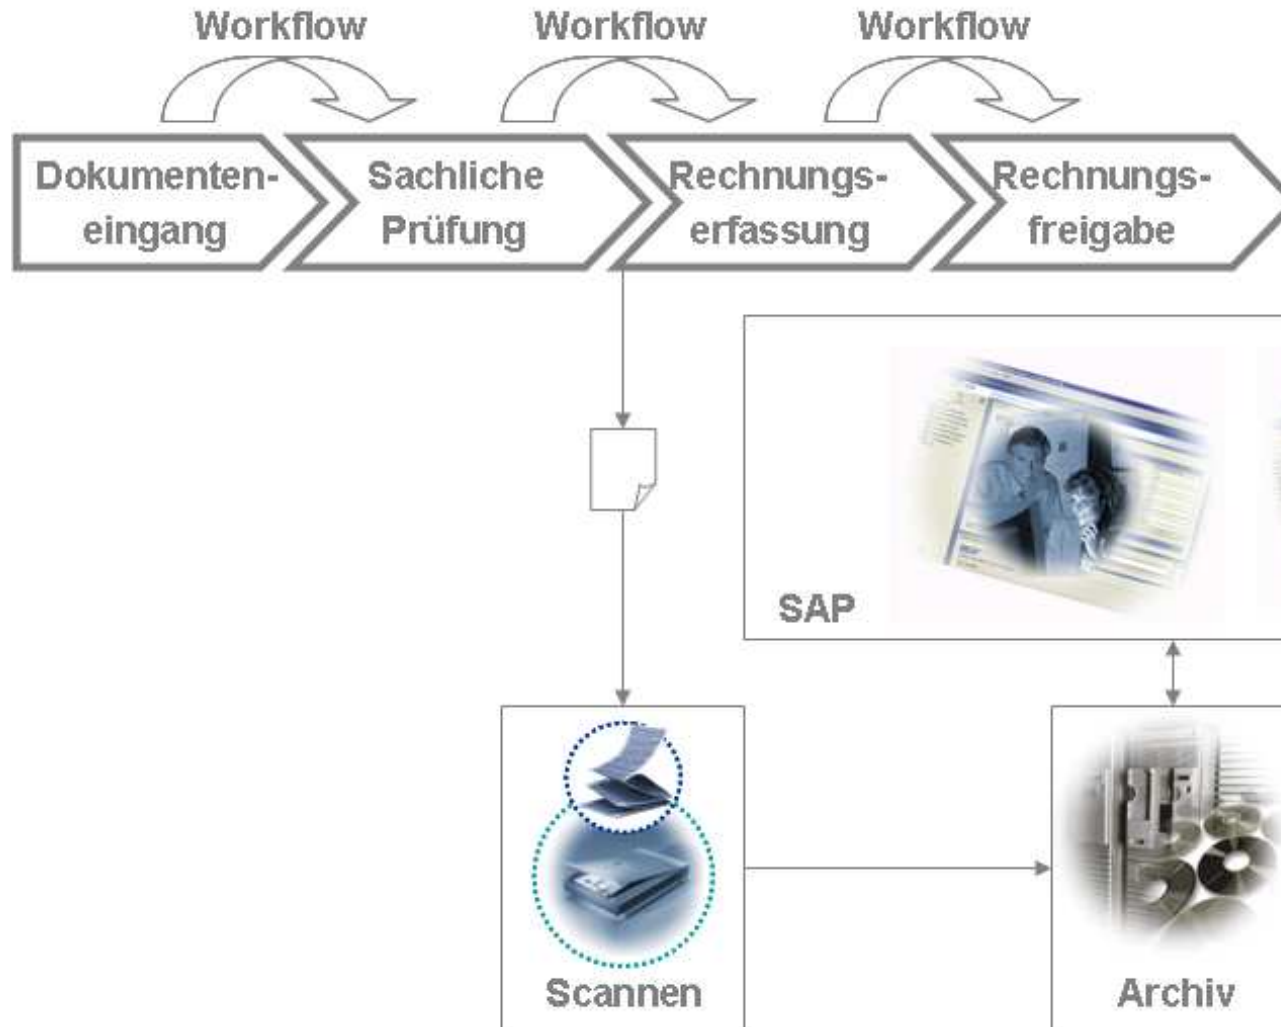 Workflow Workflow Workflow
Dokumenten-
eingang
Sachliche
Prüfung
Rechnungs-
erfassung
Rechnungs-
freigabe
SAP
Scannen
Archiv